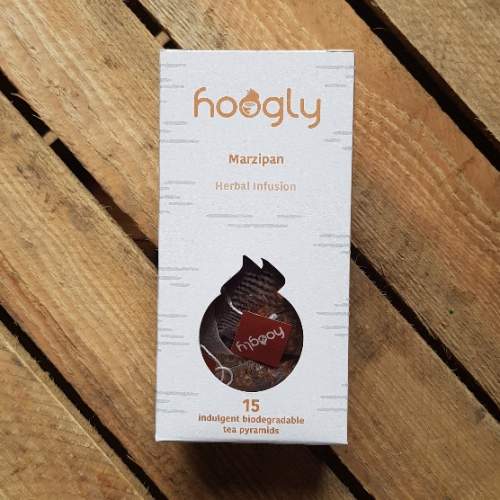 hoogly
Marzipan
Herbal Infusion
hoogly
15
indulgent biodegradable
tea pyramids